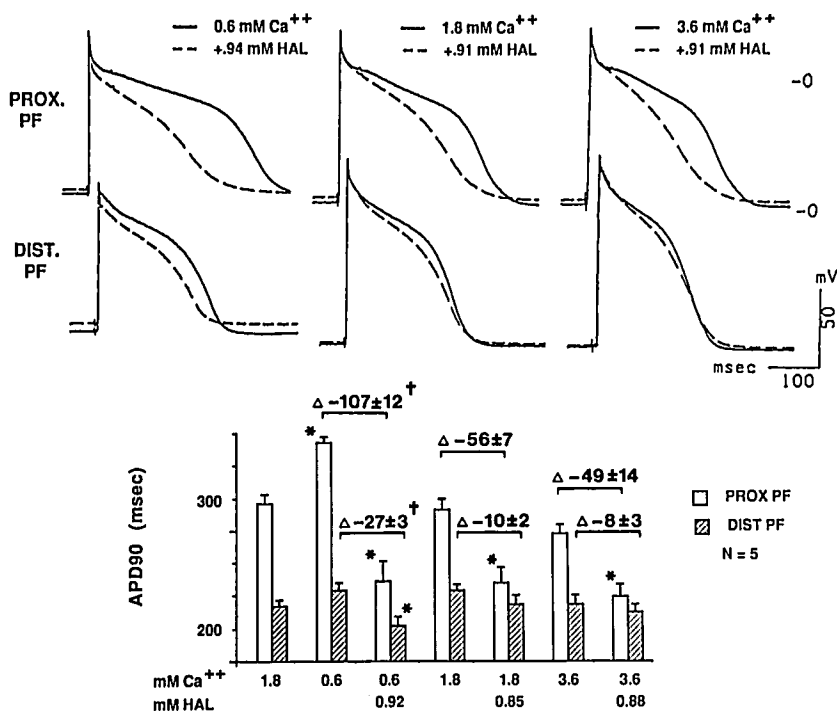 0.6 mM Ca++ 1.8 mM Ca++ 3.6 mM Ca++
+.94 mM HAL +.91 mM HAL +.91 mM HAL
-0
PROX.
PF
-0
DIST.
PF
mV
50
msec
100
Δ -107±12 †
Δ -56±7
Δ -49±14
Δ -27±3 †
Δ -10±2
Δ -8±3
*
*
*
*
*
APD90 (msec)
300
200
PROX PF
DIST PF
N = 5
mM Ca++ 1.8 0.6 0.6 1.8 1.8 3.6 3.6
mM HAL 0.92 0.85 0.88